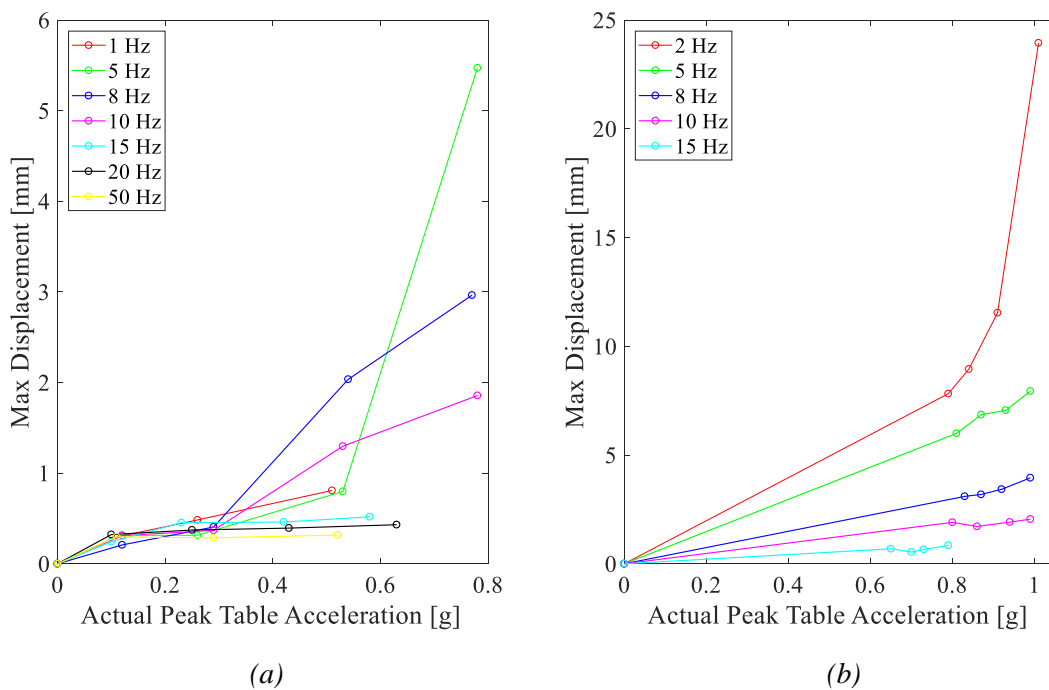 6
5
4
3
2
1
0
0
0.2
0.4
0.6
0.8
Max Displacement [mm]
Actual Peak Table Acceleration [g]
1 Hz
5 Hz
8 Hz
10 Hz
15 Hz
20 Hz
50 Hz
(a)
25
20
15
10
5
0
0
0.2
0.4
0.6
0.8
1
Max Displacement [mm]
Actual Peak Table Acceleration [g]
2 Hz
5 Hz
8 Hz
10 Hz
15 Hz
(b)